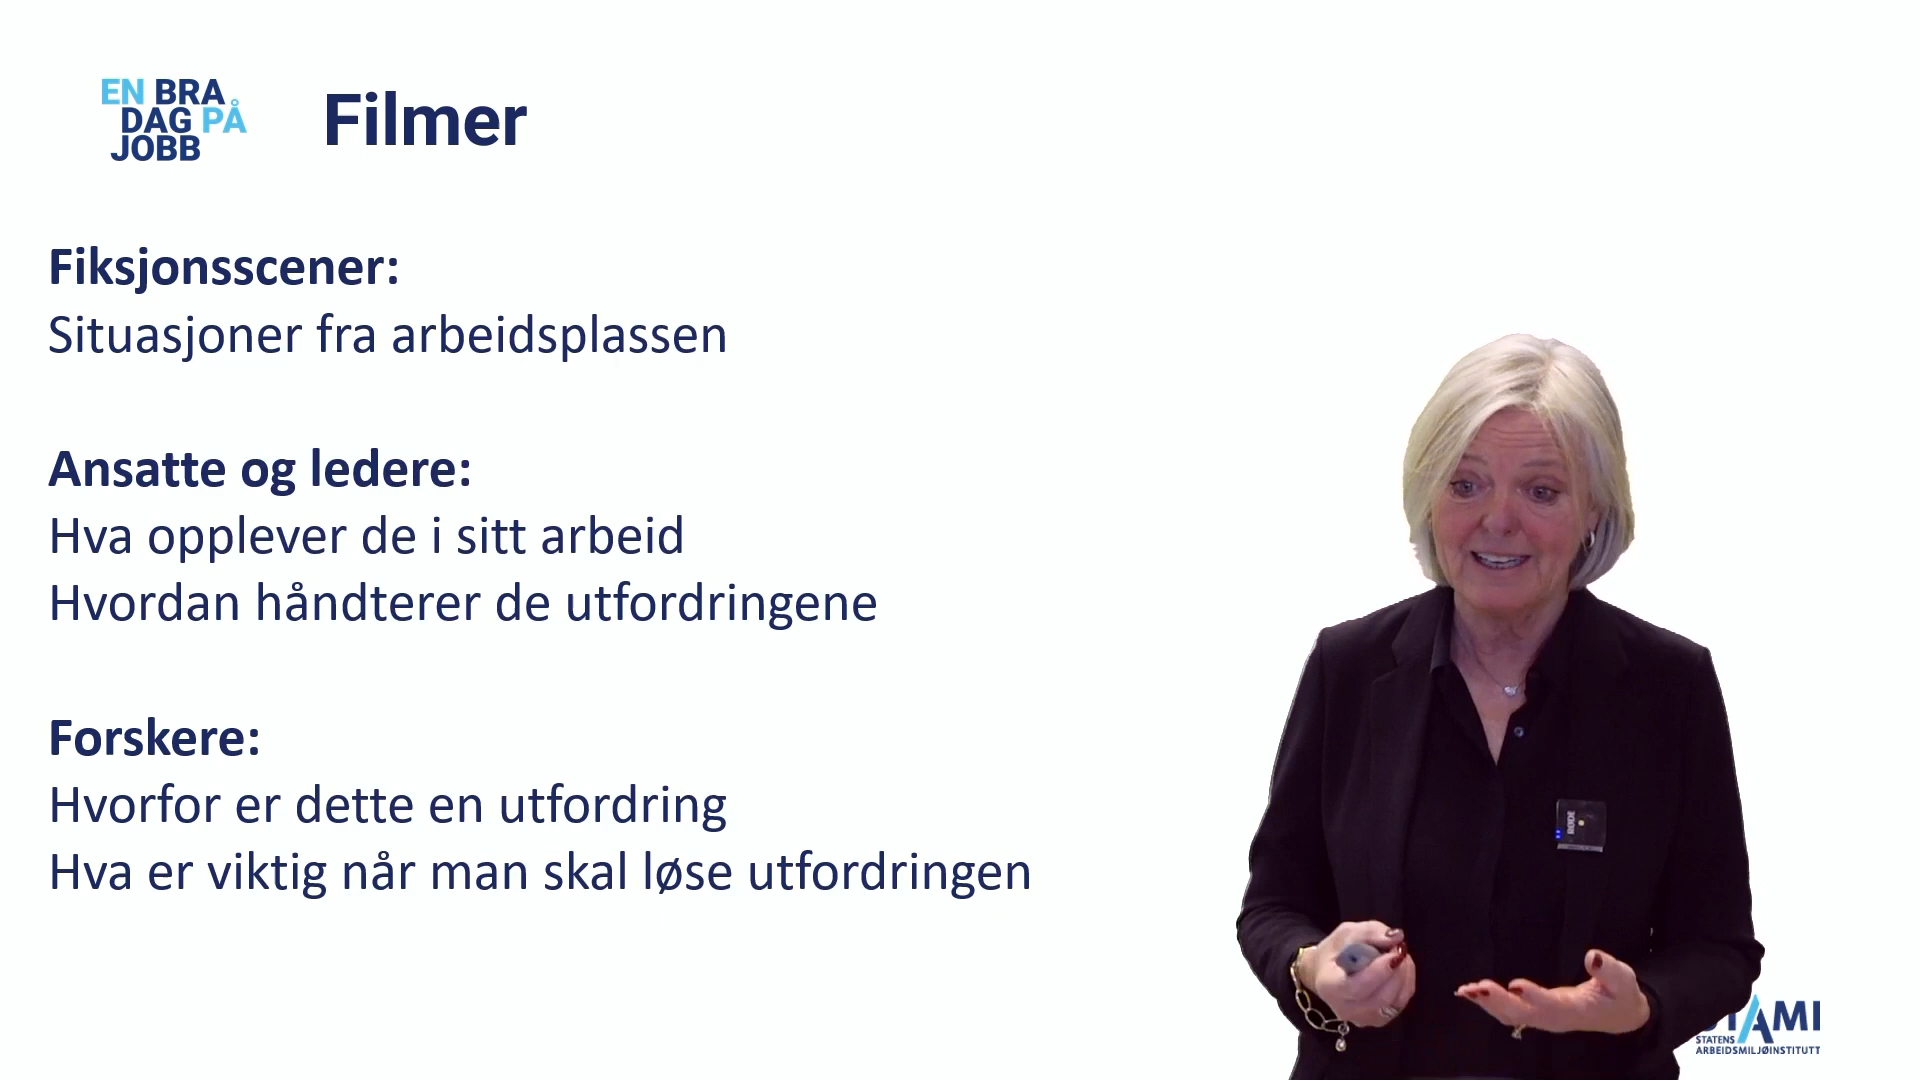 EN BRA
DAG PÅ
JOBB
Filmer
Fiksjonsscener:
Situasjoner fra arbeidsplassen
Ansatte og ledere:
Hva opplever de i sitt arbeid
Hvordan håndterer de utfordringene
Forskere:
Hvorfor er dette en utfordring
Hva er viktig når man skal løse utfordringen
RØDE
STAMI
STATENS
ARBEIDSMILJØINSTITUTT